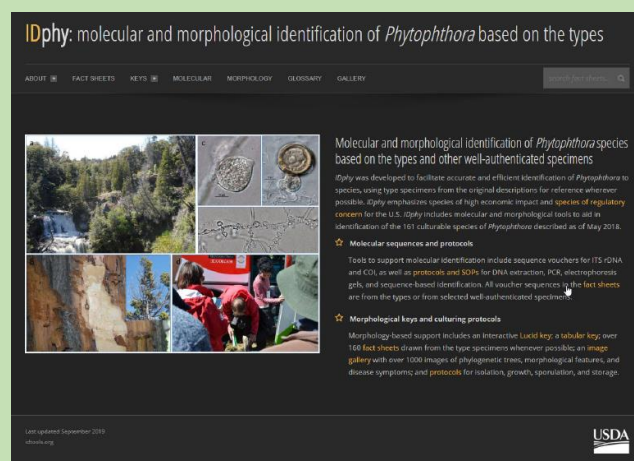 IDphy: molecular and morphological identification of Phytophthora based on the types
ABOUT
FACT SHEETS
KEYS
MOLECULAR
MORPHOLOGY
GLOSSARY
GALLERY
Search fact sheets...
Molecular and morphological identification of Phytophthora species
based on the types and other well-authenticated specimens
IDphy was developed to facilitate accurate and efficient identification of Phytophthora to
species, using type specimens from the original descriptions for reference wherever
possible. IDphy emphasizes species of high economic impact and species of regulatory
concern for the U.S. IDphy includes molecular and morphological tools to aid in
identification of the 161 culturable species of Phytophthora described as of May 2018.
Molecular sequences and protocols
Tools to support molecular identification include sequence vouchers for ITS rDNA
and COI, as well as protocols and SOPs for DNA extraction, PCR, electrophoresis
gels, and sequence-based identification. All voucher sequences in the fact sheets
are from the types or from selected well-authenticated specimens.
Morphological keys and culturing protocols
Morphology-based support includes an interactive Lucid key; a tabular key; over
160 fact sheets drawn from the type specimens whenever possible; an image
gallery with over 1000 images of phylogenetic trees, morphological features, and
disease symptoms; and protocols for isolation, growth, sporulation, and storage.
Last updated September 2019
idtools.org
USDA